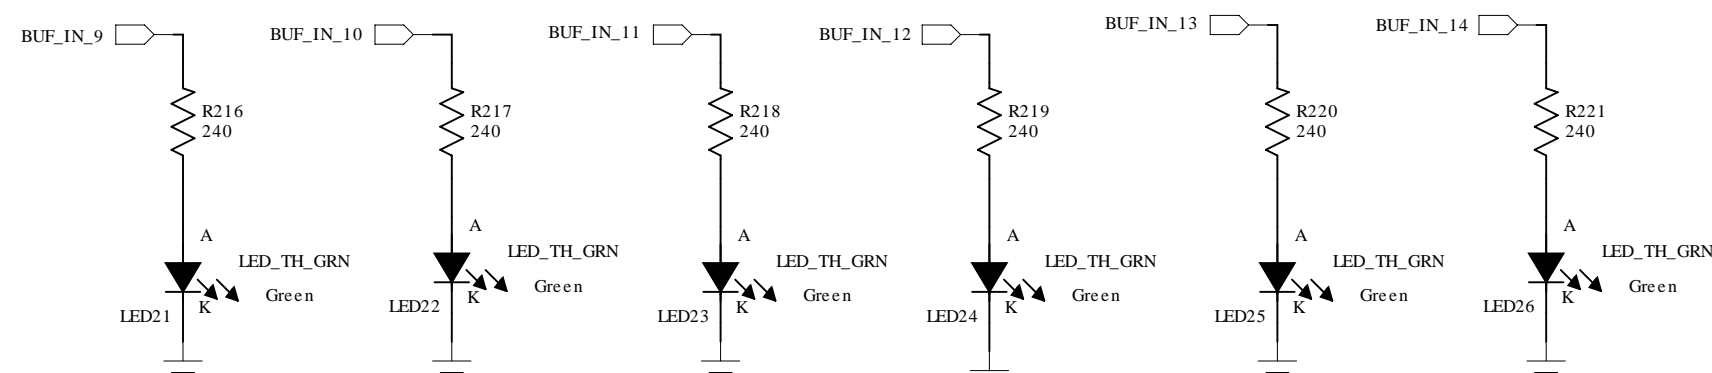 BUF_IN_9
BUF_IN_10
BUF_IN_11
BUF_IN_12
BUF_IN_13
BUF_IN_14
R216
240
R217
240
R218
240
R219
240
R220
240
R221
240
A
LED_TH_GRN
Green
K
LED21
A
LED_TH_GRN
Green
K
LED22
A
LED_TH_GRN
Green
K
LED23
A
LED_TH_GRN
Green
K
LED24
A
LED_TH_GRN
Green
K
LED25
A
LED_TH_GRN
Green
K
LED26